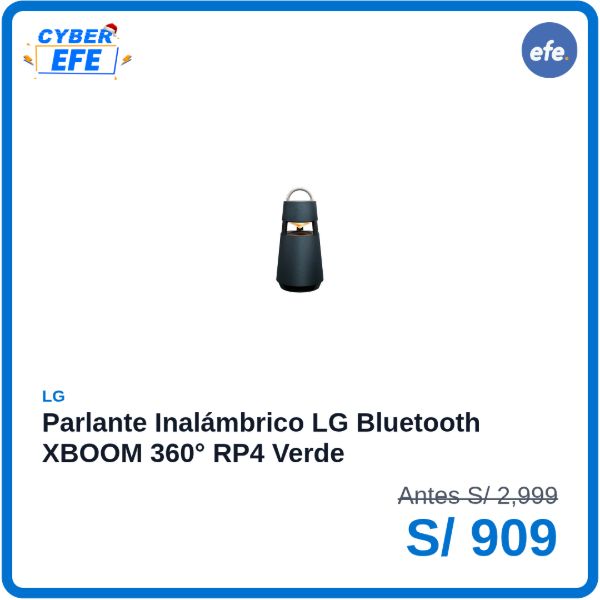 CYBER
EFE
efe.
LG
Parlante Inalámbrico LG Bluetooth
XBOOM 360° RP4 Verde
Antes S/ 2,999
S/ 909